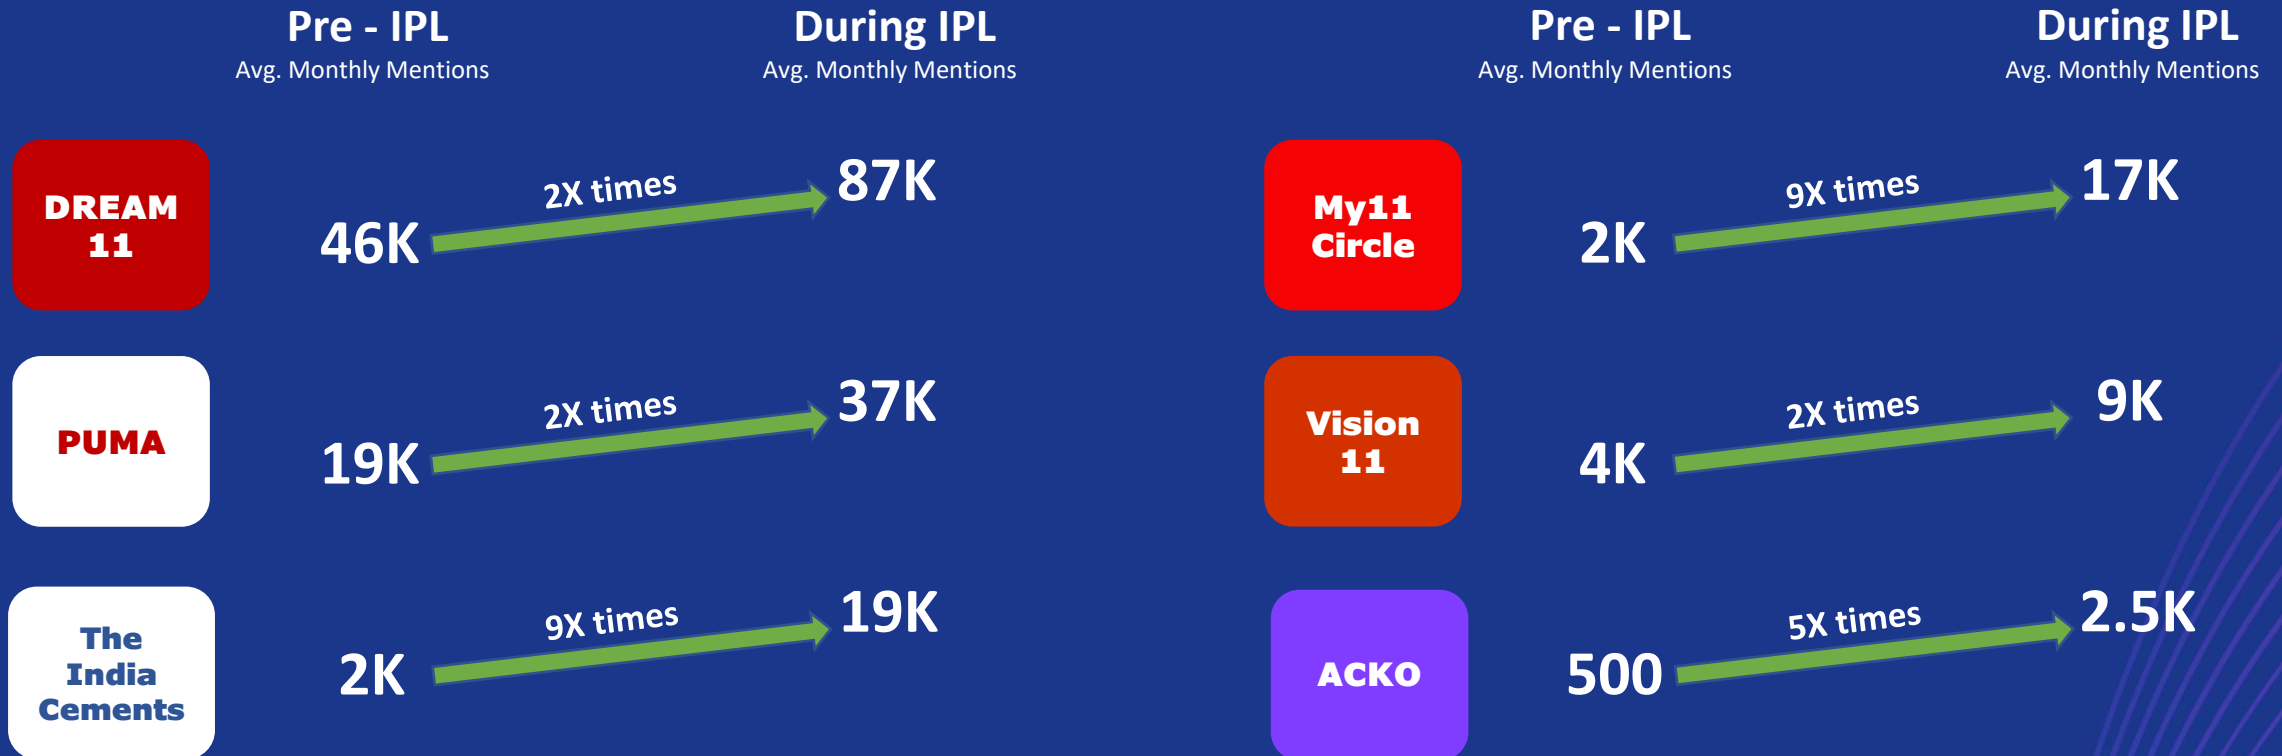 Pre - IPL
Avg. Monthly Mentions
During IPL
Avg. Monthly Mentions
DREAM
11
46K
2X times
87K
PUMA
19K
2X times
37K
The
India
Cements
2K
9X times
19K
Pre - IPL
Avg. Monthly Mentions
During IPL
Avg. Monthly Mentions
My11
Circle
2K
9X times
17K
Vision
11
4K
2X times
9K
ACKO
500
5X times
2.5K